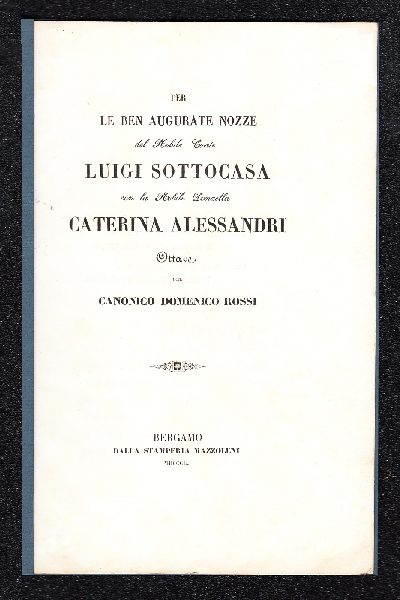 PER
LE BEN AUGURATE NOZZE
del Nobile Conte
LUIGI SOTTOCASA
con la Nobile Donzella
CATERINA ALESSANDRI
Ottave
DEL
CANONICO DOMENICO ROSSI
BERGAMO
DALLA STAMPERIA MAZZOLENI